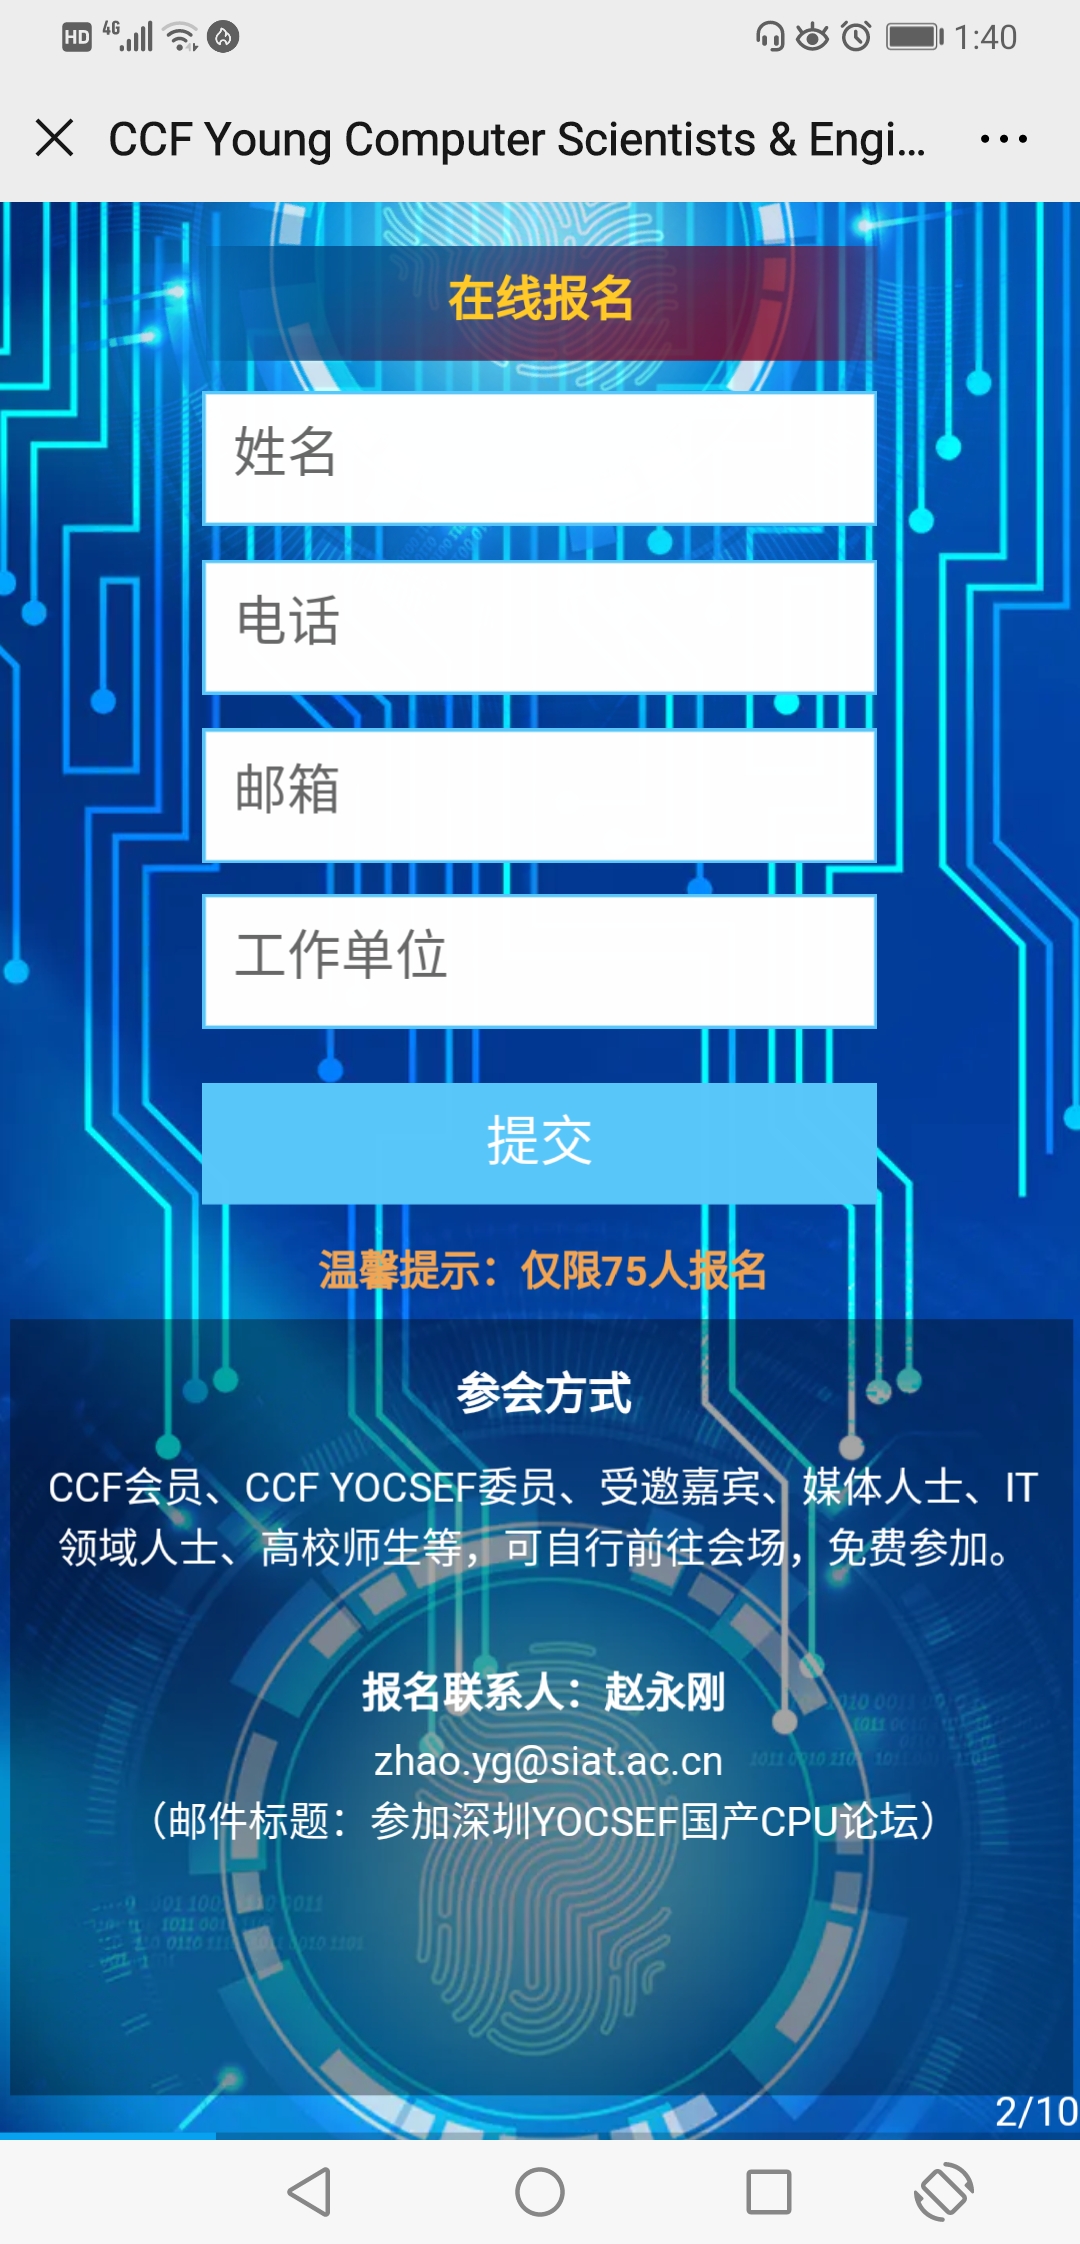 HD 4G 1:40
CCF Young Computer Scientists & Engi...
在线报名
姓名
电话
邮箱
工作单位
提交
温馨提示：仅限75人报名
参会方式
CCF会员、CCF YOCSEF委员、受邀嘉宾、媒体人士、IT
领域人士、高校师生等，可自行前往会场，免费参加。
报名联系人：赵永刚
zhao.yg@siat.ac.cn
（邮件标题：参加深圳YOCSEF国产CPU论坛）
2/10